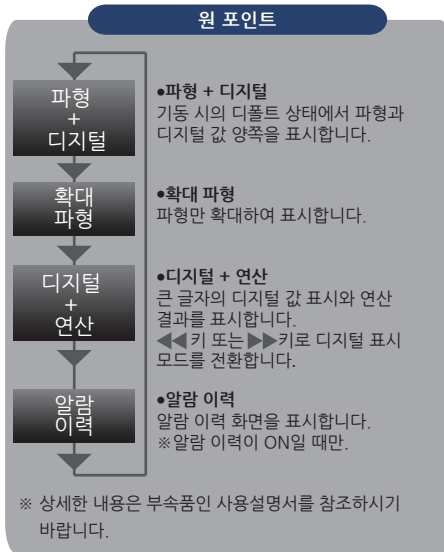 원 포인트
파형
+
디지털
●파형 + 디지털
기동 시의 디폴트 상태에서 파형과
디지털 값 양쪽을 표시합니다.
확대
파형
●확대 파형
파형만 확대하여 표시합니다.
디지털
+
연산
●디지털 + 연산
큰 글자의 디지털 값 표시와 연산
결과를 표시합니다.
◀◀ 키 또는 ▶▶키로 디지털 표시
모드를 전환합니다.
알람
이력
●알람 이력
알람 이력 화면을 표시합니다.
※알람 이력이 ON일 때만.
※ 상세한 내용은 부속품인 사용설명서를 참조하시기
바랍니다.